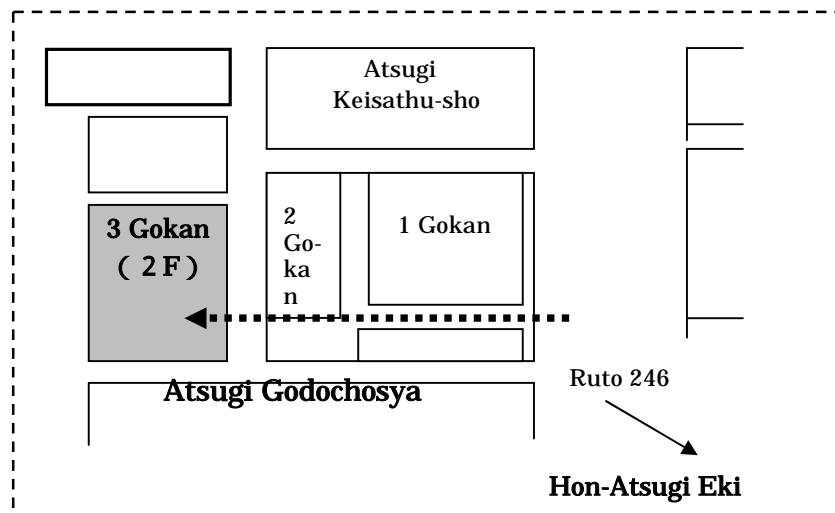 Atsugi
Keisathu-sho
3 Gokan
( 2F )
2
Go-
ka
n
1 Gokan
Atsugi Godochosya
Ruto 246
Hon-Atsugi Eki